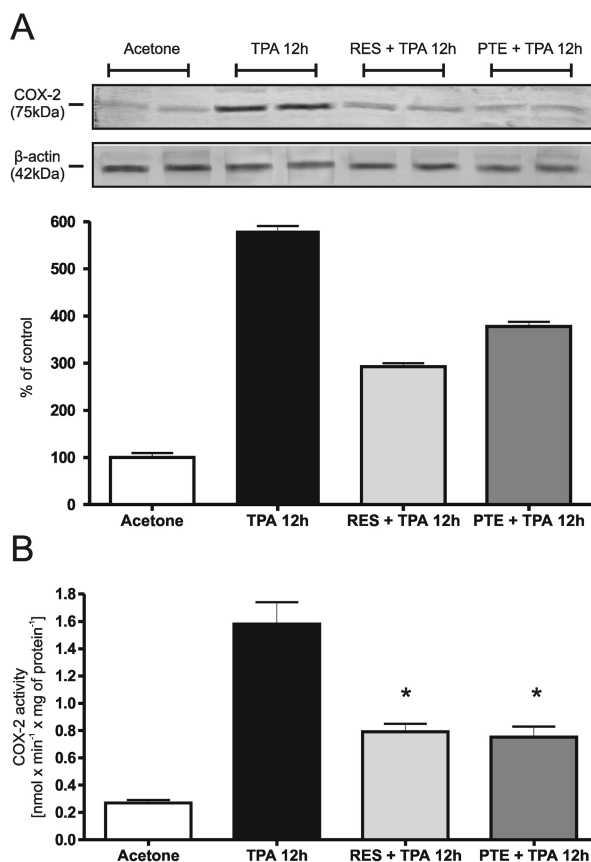 A
Acetone TPA 12h RES + TPA 12h PTE + TPA 12h
COX-2
(75kDa)
β-actin
(42kDa)
600
500
400
300
200
100
0
% of control
Acetone TPA 12h RES + TPA 12h PTE + TPA 12h
B
1.8
1.6
1.4
1.2
1.0
0.8
0.6
0.4
0.2
0.0
COX-2 activity
[nmol x min⁻¹ x mg of protein⁻¹]
* *
Acetone TPA 12h RES + TPA 12h PTE + TPA 12h